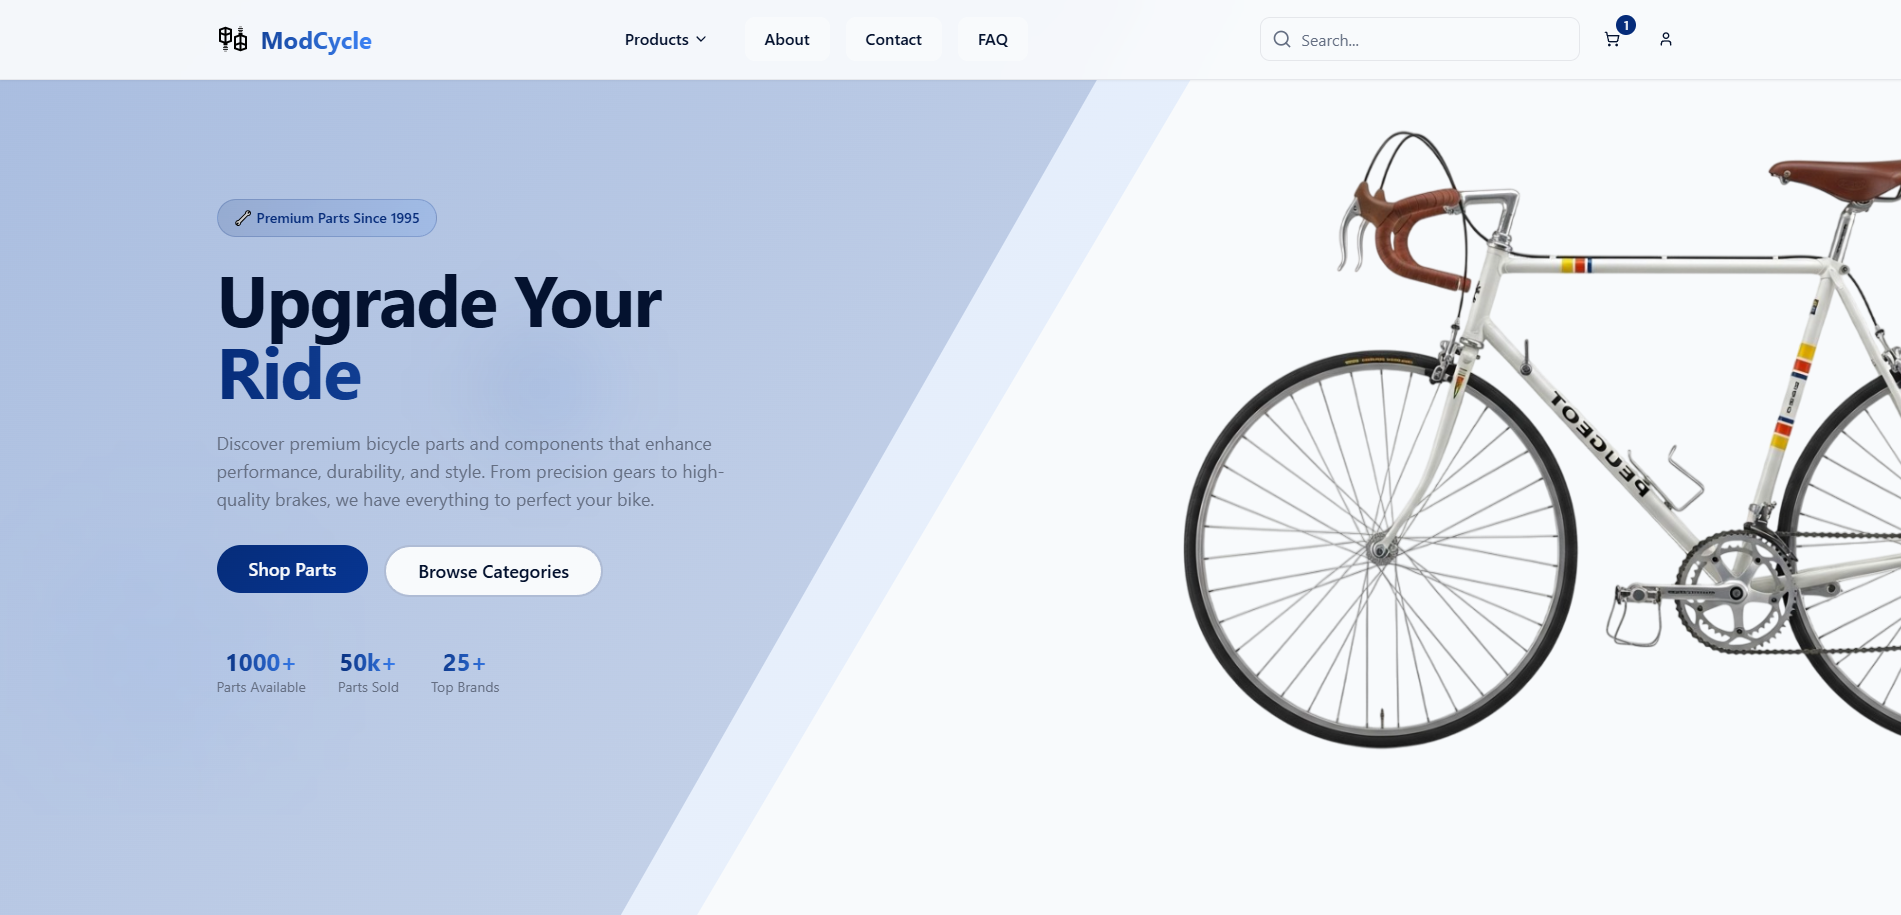 ModCycle
Products
About
Contact
FAQ
Search...
1
Premium Parts Since 1995
Upgrade Your
Ride
Discover premium bicycle parts and components that enhance
performance, durability, and style. From precision gears to high-
quality brakes, we have everything to perfect your bike.
Shop Parts
Browse Categories
1000+
Parts Available
50k+
Parts Sold
25+
Top Brands
PEUGEOT